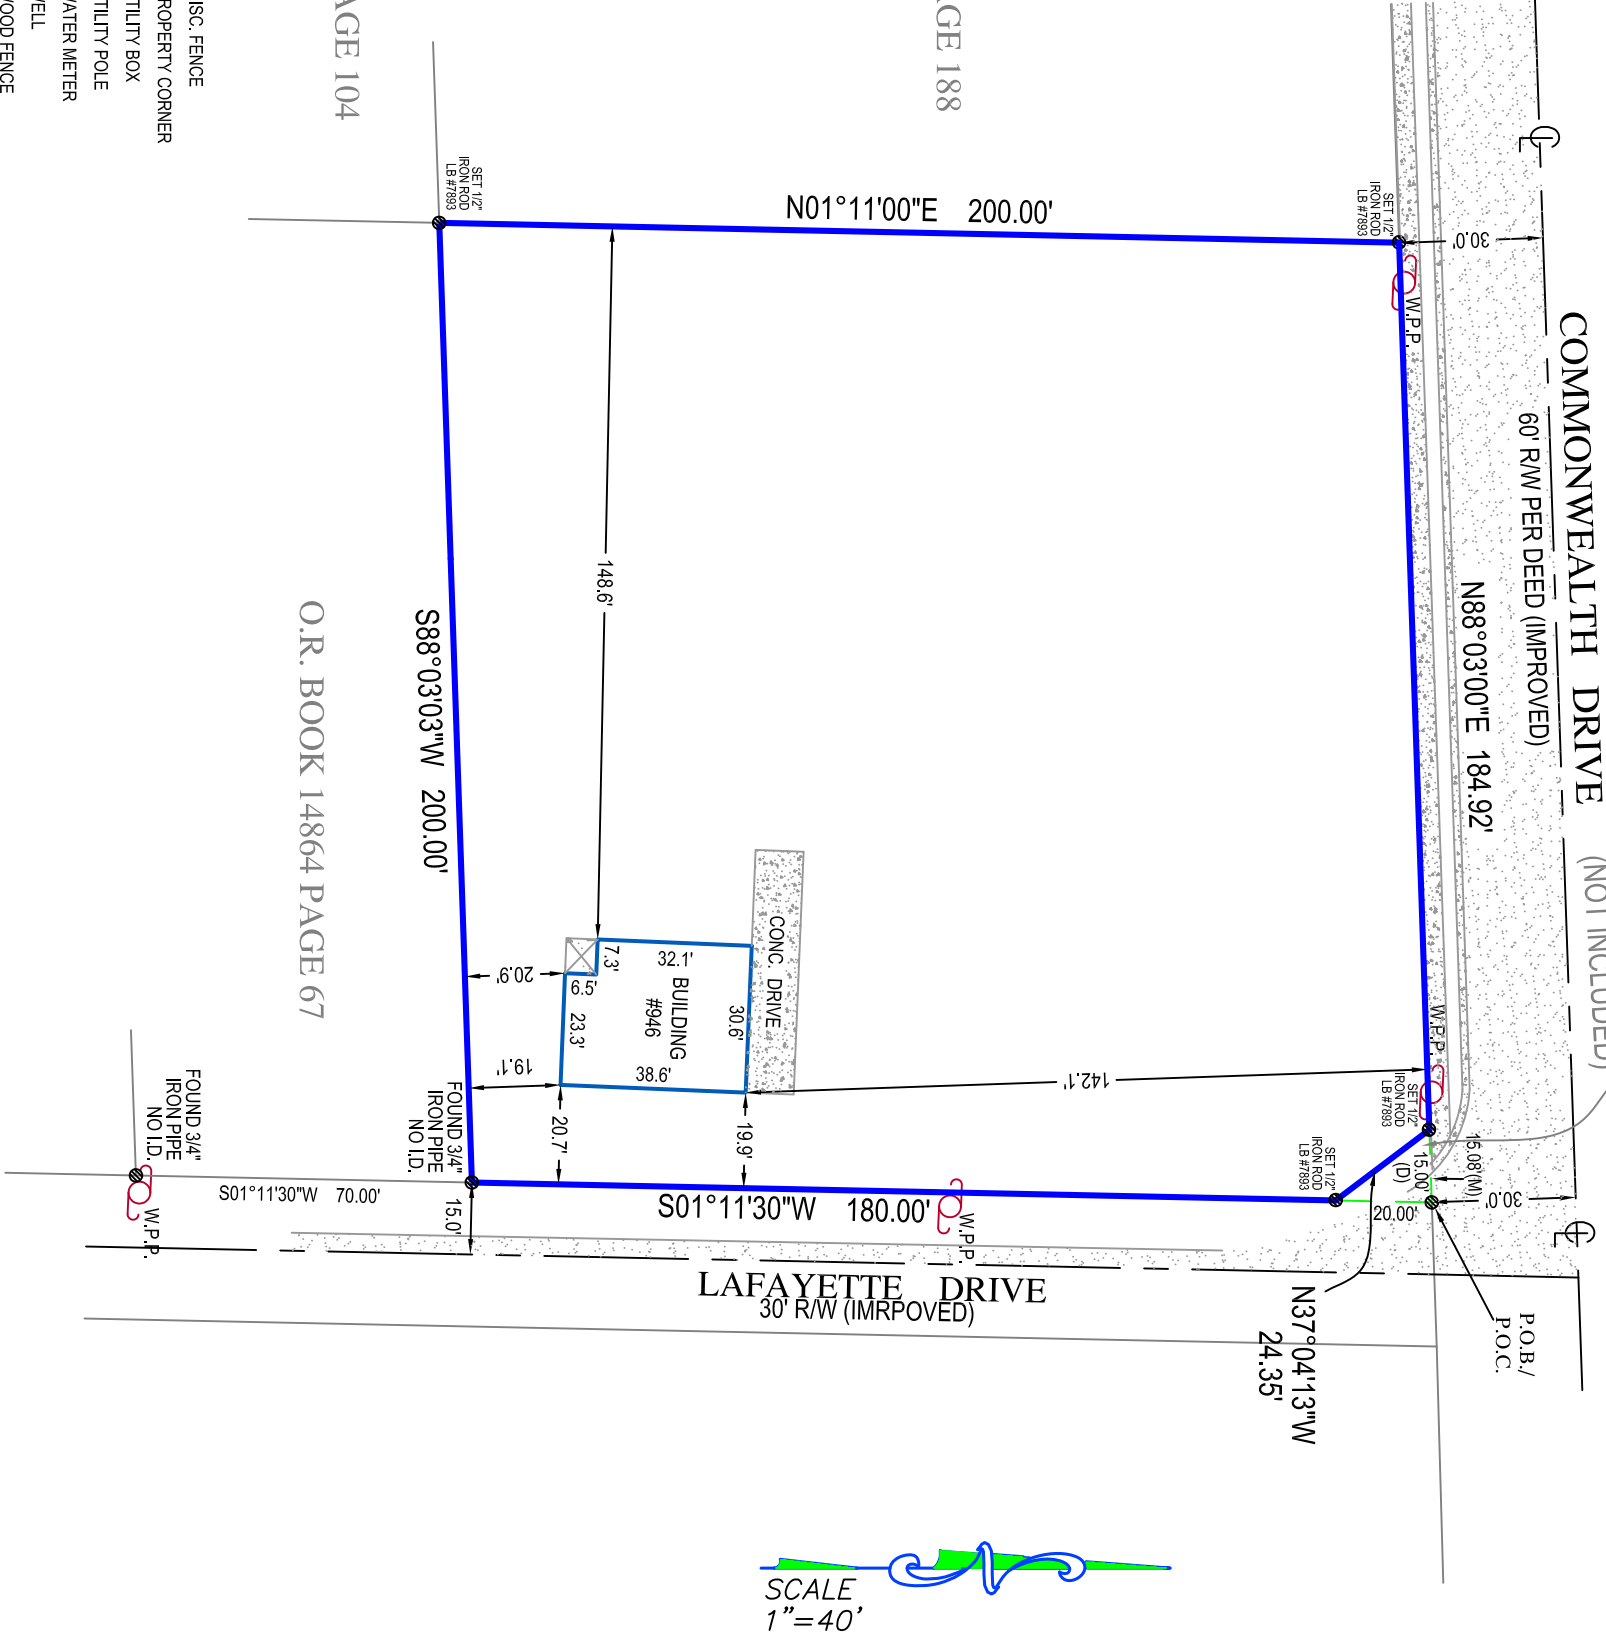 COMMONWEALTH DRIVE
(NOT INCLUDED)
60' R/W PER DEED (IMPROVED)
N88°03'00"E 184.92'
30.0'
SET 1/2"
IRON ROD
LB #7893
W.P.P.
N01°11'00"E 200.00'
SET 1/2"
IRON ROD
LB #7893
AGE 188
AGE 104
ISC. FENCE
ROPERTY CORNER
TILITY BOX
TILITY POLE
ATER METER
ELL
OOD FENCE
148.6'
S88°03'03"W 200.00'
O.R. BOOK 14864 PAGE 67
CONC. DRIVE
BUILDING
#946
32.1'
7.3'
6.5'
23.3'
30.6'
38.6'
20.9'
19.1'
20.7'
19.9'
142.1'
W.P.P.
SET 1/2"
IRON ROD
LB #7893
15.08'(M)
15.00'
(D)
30.0'
20.00'
SET 1/2"
IRON ROD
LB #7893
P.O.B./
P.O.C.
N37°04'13"W
24.35'
S01°11'30"W 180.00'
W.P.P.
FOUND 3/4"
IRON PIPE
NO I.D.
15.0'
S01°11'30"W 70.00'
FOUND 3/4"
IRON PIPE
NO I.D.
W.P.P.
LAFAYETTE DRIVE
30' R/W (IMRPOVED)
SCALE
1"=40'